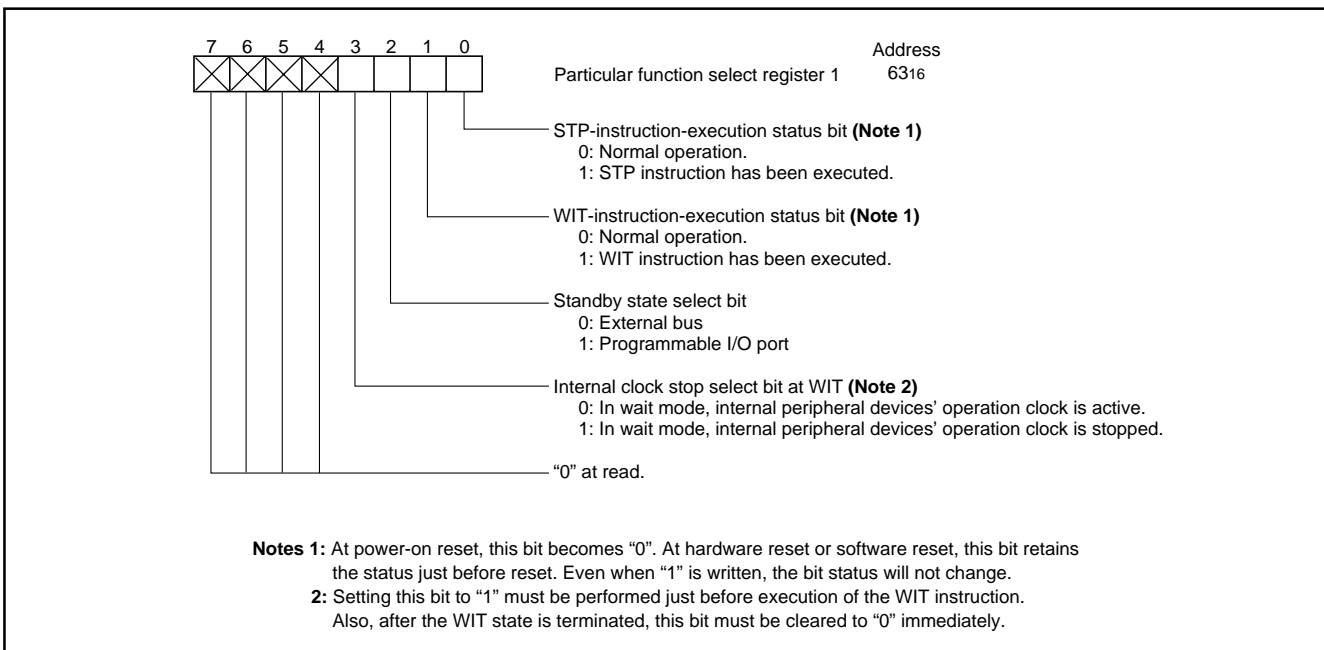 7 6 5 4 3 2 1 0
Address
Particular function select register 1 6316
STP-instruction-execution status bit (Note 1)
0: Normal operation.
1: STP instruction has been executed.
WIT-instruction-execution status bit (Note 1)
0: Normal operation.
1: WIT instruction has been executed.
Standby state select bit
0: External bus
1: Programmable I/O port
Internal clock stop select bit at WIT (Note 2)
0: In wait mode, internal peripheral devices’ operation clock is active.
1: In wait mode, internal peripheral devices’ operation clock is stopped.
“0” at read.
Notes 1: At power-on reset, this bit becomes “0”. At hardware reset or software reset, this bit retains
the status just before reset. Even when “1” is written, the bit status will not change.
2: Setting this bit to “1” must be performed just before execution of the WIT instruction.
Also, after the WIT state is terminated, this bit must be cleared to “0” immediately.